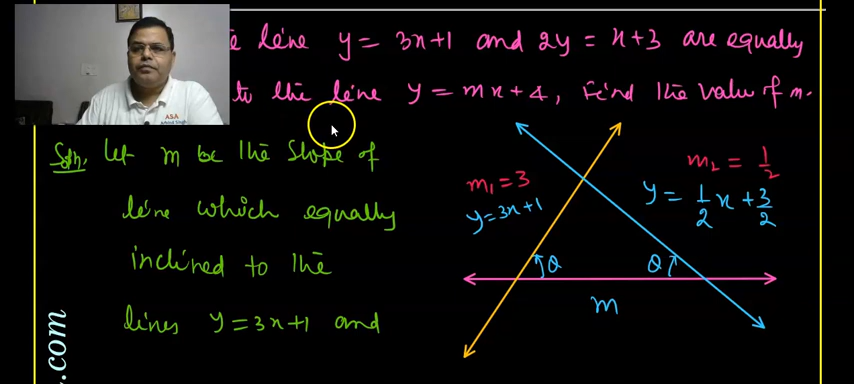 line y = 3x+1 and 2y = x+3 are equally
to the line y = mx+4, Find the value of m.
Soln. Let m be the slope of
line which equally
inclined to the
lines y = 3x+1 and
m₁ = 3
y = 3x+1
m₂ = 1/2
y = 1/2 x + 3/2
θ
θ
m
ASA
.com